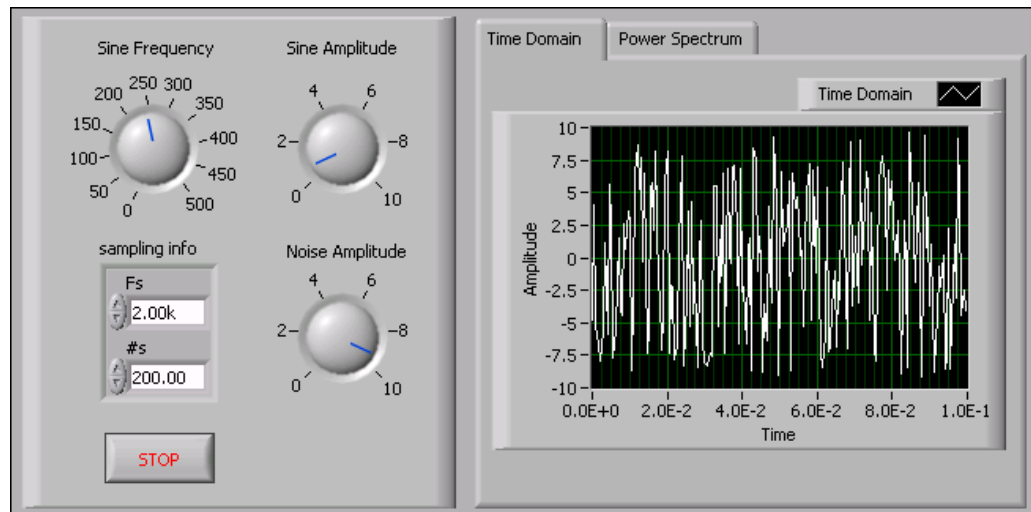 Sine Frequency
0 50 100 150 200 250 300 350 400 450 500
Sine Amplitude
0 2 4 6 8 10
sampling info
Fs
2.00k
#s
200.00
Noise Amplitude
0 2 4 6 8 10
STOP
Time Domain
Power Spectrum
Time Domain
Amplitude
10
7.5
5
2.5
0
-2.5
-5
-7.5
-10
0.0E+0 2.0E-2 4.0E-2 6.0E-2 8.0E-2 1.0E-1
Time